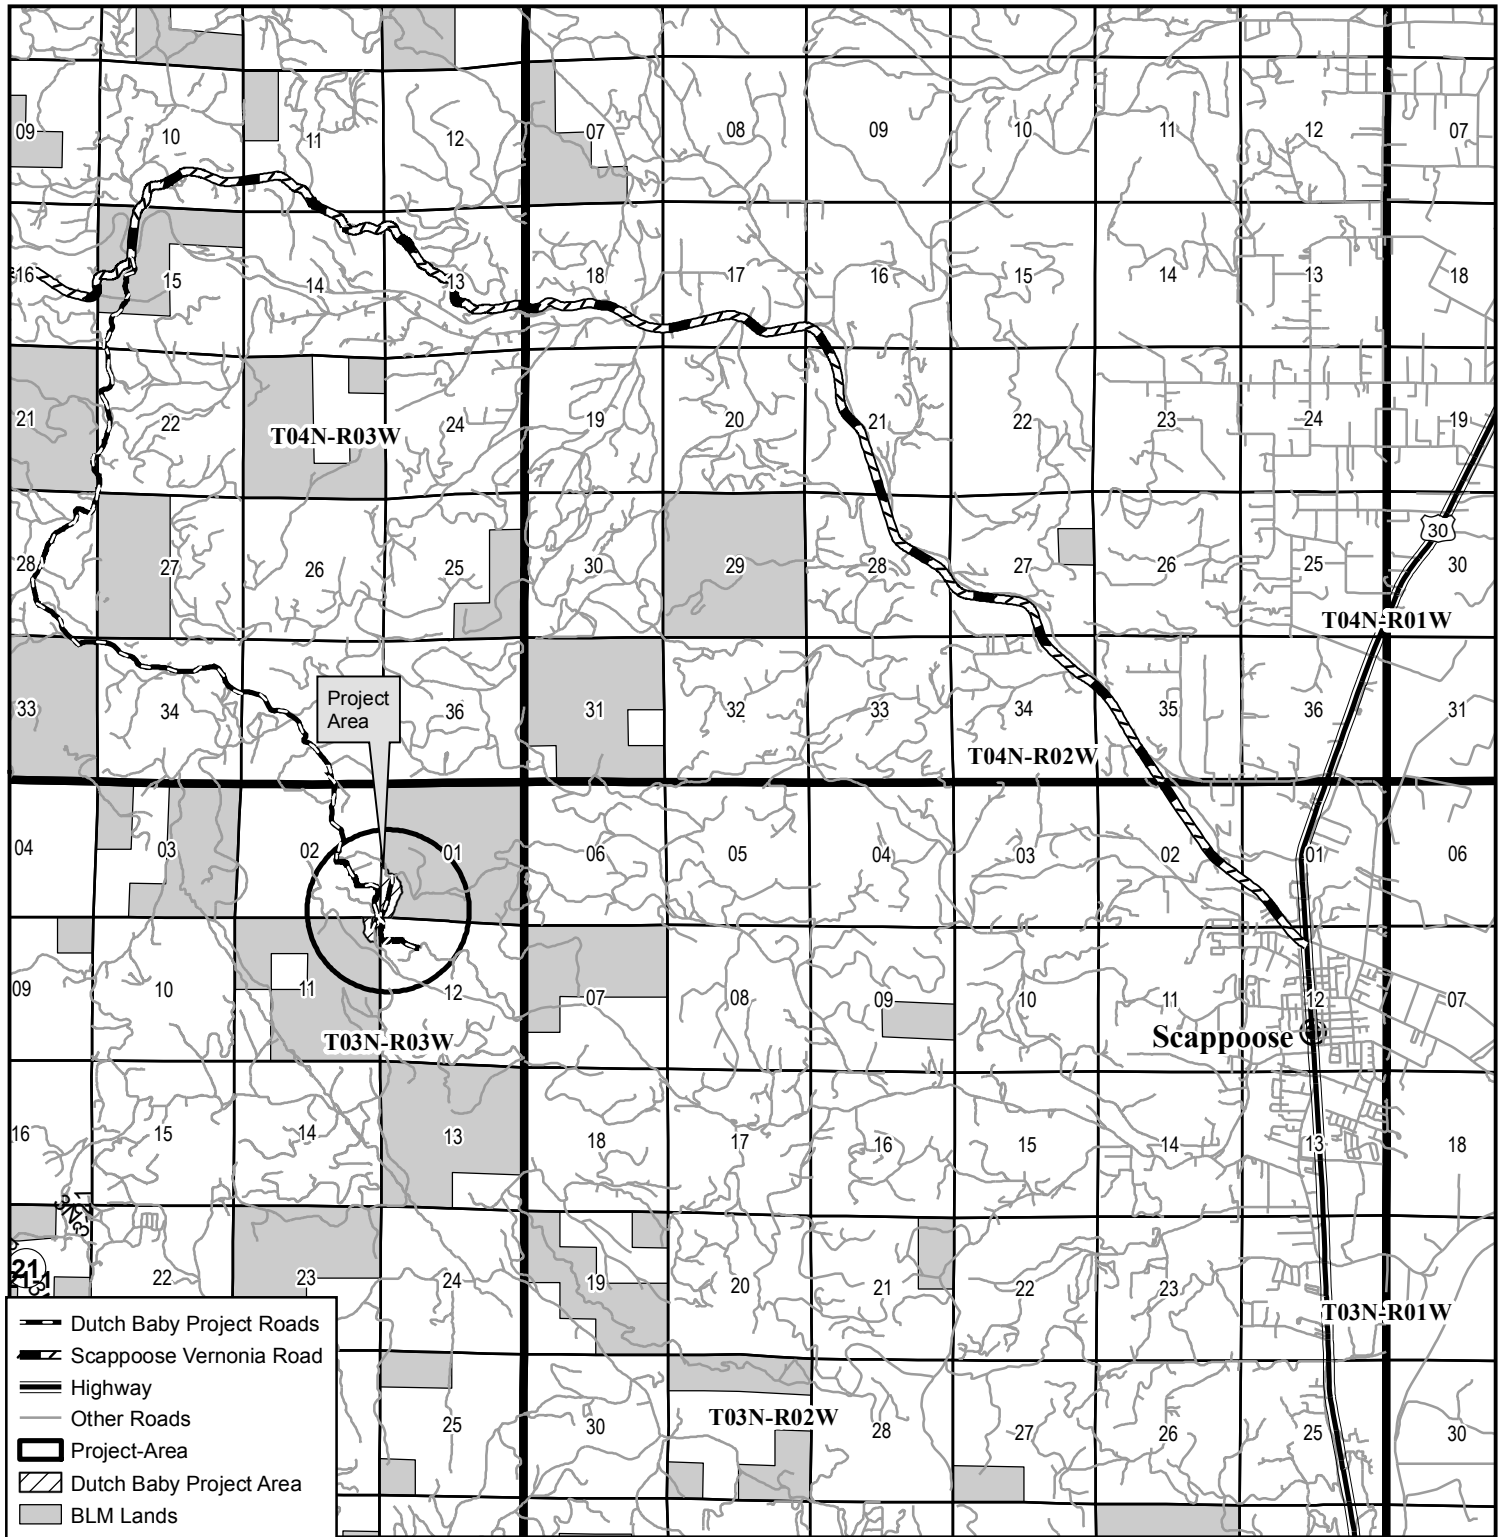 09 10 11 12 07 08 09 10 11 12 07
16 15 14 13 18 17 16 15 14 13 18
21 22 24 19 20 21 22 23 24 19
T04N-R03W
30
28 27 26 25 30 29 28 27 26 25 30
T04N-R01W
Project
Area
33 34 36 31 32 33 34 35 36 31
T04N-R02W
04 03 02 01 06 05 04 03 02 01 06
09 10 11 12 07 08 09 10 11 12 07
T03N-R03W
Scappoose
16 15 14 13 18 17 16 15 14 13 18
21
22 23 24 19 20 21 22 23
T03N-R01W
25 30 28 27 26 25 30
T03N-R02W
Dutch Baby Project Roads
Scappoose Vernonia Road
Highway
Other Roads
Project-Area
Dutch Baby Project Area
BLM Lands